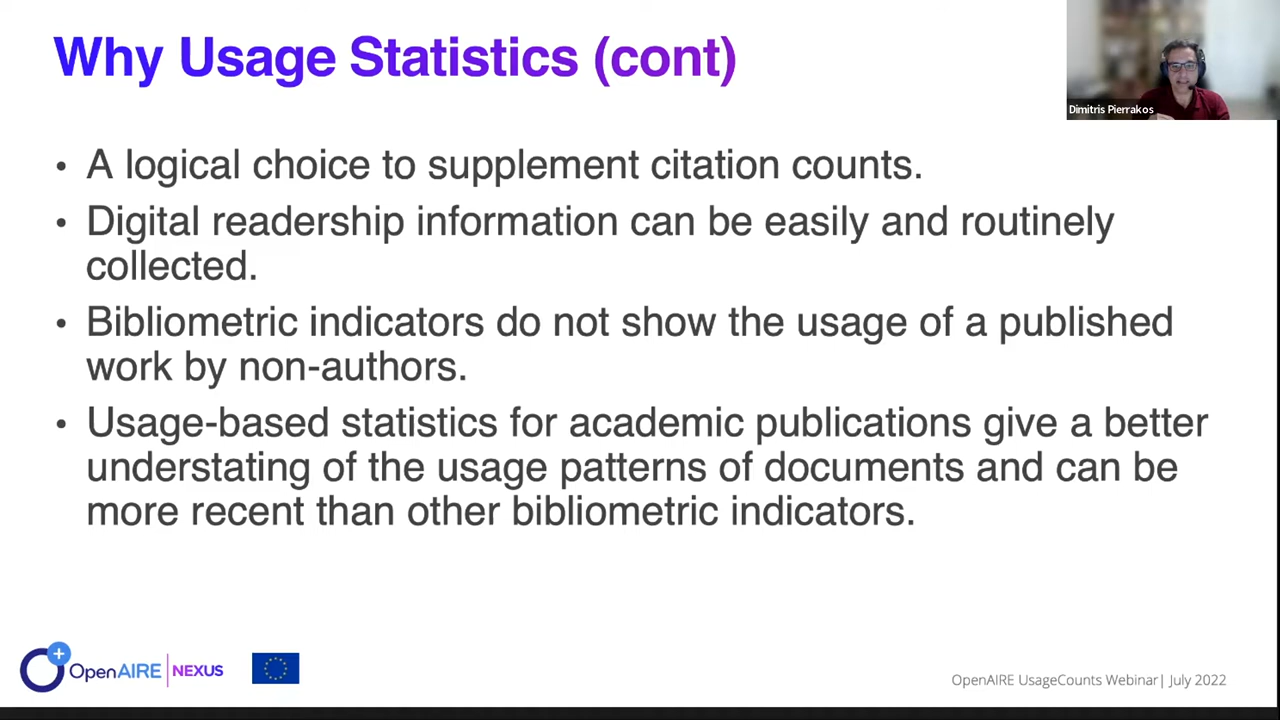 Why Usage Statistics (cont)
Dimitris Pierrakos
• A logical choice to supplement citation counts.
• Digital readership information can be easily and routinely
collected.
• Bibliometric indicators do not show the usage of a published
work by non-authors.
• Usage-based statistics for academic publications give a better
understating of the usage patterns of documents and can be
more recent than other bibliometric indicators.
OpenAIRE | NEXUS
OpenAIRE UsageCounts Webinar| July 2022